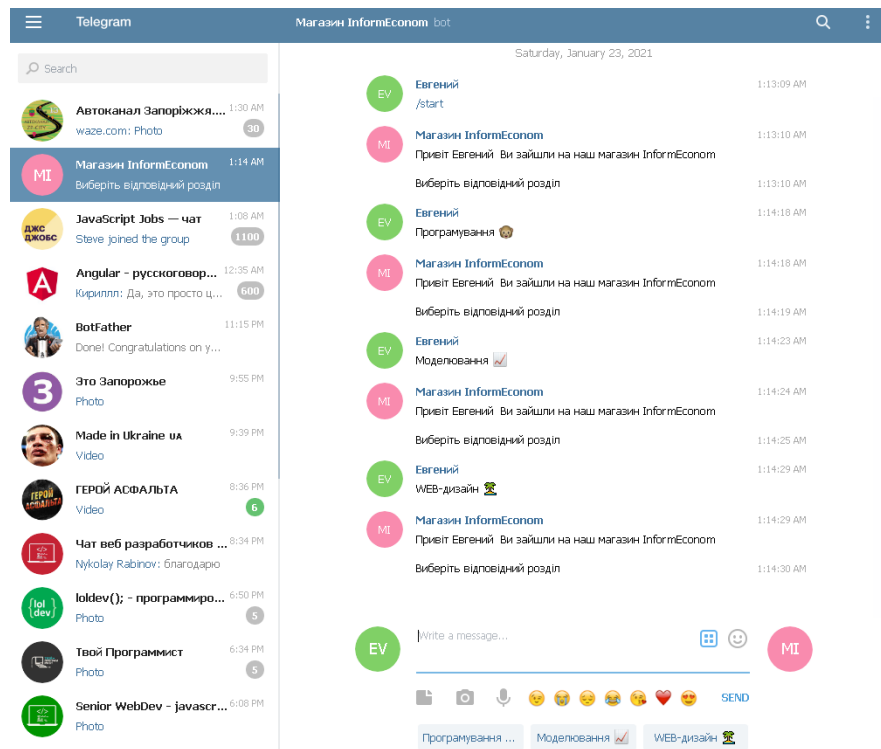 Telegram
Магазин InformEconom bot
Search
Автоканал Запоріжжя.... 1:30 AM
waze.com: Photo 30
MI
Магазин InformEconom 1:14 AM
Виберіть відповідний розділ
ДЖС
ДЖОБС
JavaScript Jobs — чат 1:08 AM
Steve joined the group 1100
Angular - русскоговор... 12:35 AM
Кириллл: Да, это просто ц... 600
BotFather 11:15 PM
Done! Congratulations on y...
З
Это Запорожье 9:55 PM
Photo
Made in Ukraine UA 9:39 PM
Video
ГЕРОЙ
АСФАЛЬТА
ГЕРОЙ АСФАЛЬТА 8:36 PM
Video 6
Чат веб разработчиков ... 8:34 PM
Nykolay Rabinov: благодарю
{lol
dev}
loldev(); - программиро... 6:50 PM
Photo 5
Твой Программист 6:34 PM
Photo 5
Senior WebDev - javascr... 6:08 PM
Photo
Saturday, January 23, 2021
EV
Евгений 1:13:09 AM
/start
MI
Магазин InformEconom 1:13:10 AM
Привіт Евгений Ви зайшли на наш магазин InformEconom
Виберіть відповідний розділ 1:13:10 AM
EV
Евгений 1:14:18 AM
Програмування 🙊
MI
Магазин InformEconom 1:14:18 AM
Привіт Евгений Ви зайшли на наш магазин InformEconom
Виберіть відповідний розділ 1:14:19 AM
EV
Евгений 1:14:23 AM
Моделювання 📈
MI
Магазин InformEconom 1:14:24 AM
Привіт Евгений Ви зайшли на наш магазин InformEconom
Виберіть відповідний розділ 1:14:25 AM
EV
Евгений 1:14:29 AM
WEB-дизайн 🏝
MI
Магазин InformEconom 1:14:29 AM
Привіт Евгений Ви зайшли на наш магазин InformEconom
Виберіть відповідний розділ 1:14:30 AM
EV
Write a message...
MI
SEND
Програмування ...
Моделювання 📈
WEB-дизайн 🏝